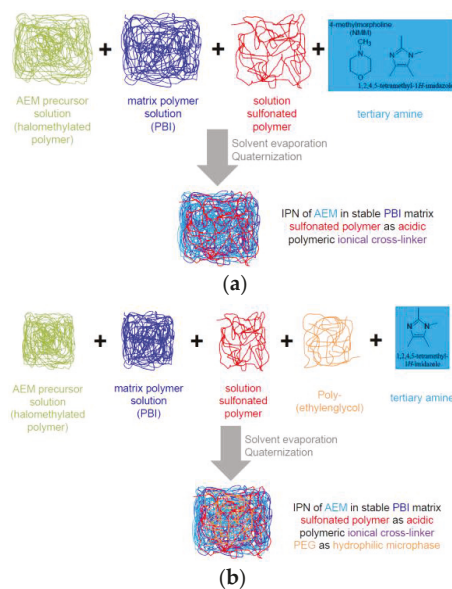 4-methylmorpholine
(NMM)
CH3
N
O
N
N
1,2,4,5-tetramethyl-1H-imidazole
AEM precursor
solution
(halomethylated
polymer)
matrix polymer
solution
(PBI)
solution
sulfonated
polymer
tertiary amine
Solvent evaporation
Quaternization
IPN of AEM in stable PBI matrix
sulfonated polymer as acidic
polymeric ionical cross-linker
(a)
N
N
1,2,4,5-tetramethyl-
1H-imidazole
AEM precursor
solution
(halomethylated
polymer)
matrix polymer
solution
(PBI)
solution
sulfonated
polymer
Poly-
(ethylenglycol)
tertiary amine
Solvent evaporation
Quaternization
IPN of AEM in stable PBI matrix
sulfonated polymer as acidic
polymeric ionical cross-linker
PEG as hydrophilic microphase
(b)